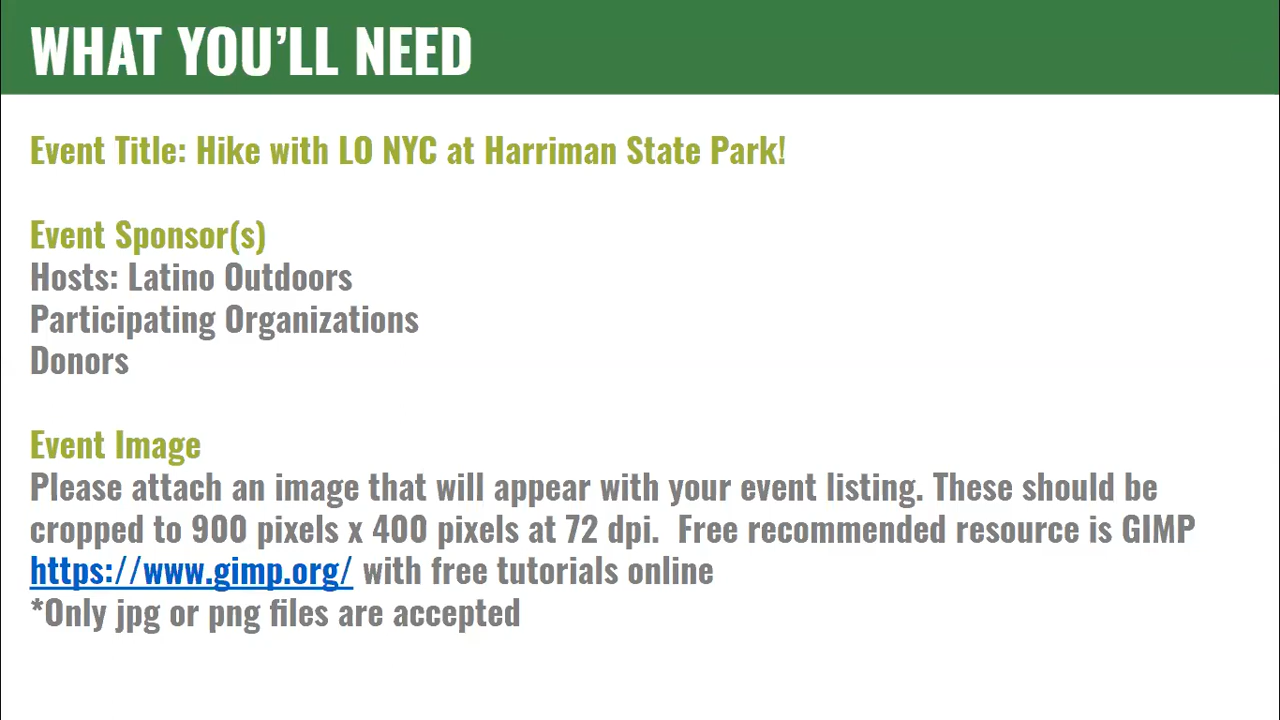 WHAT YOU’LL NEED
Event Title: Hike with LO NYC at Harriman State Park!
Event Sponsor(s)
Hosts: Latino Outdoors
Participating Organizations
Donors
Event Image
Please attach an image that will appear with your event listing. These should be
cropped to 900 pixels x 400 pixels at 72 dpi.  Free recommended resource is GIMP
https://www.gimp.org/ with free tutorials online
*Only jpg or png files are accepted